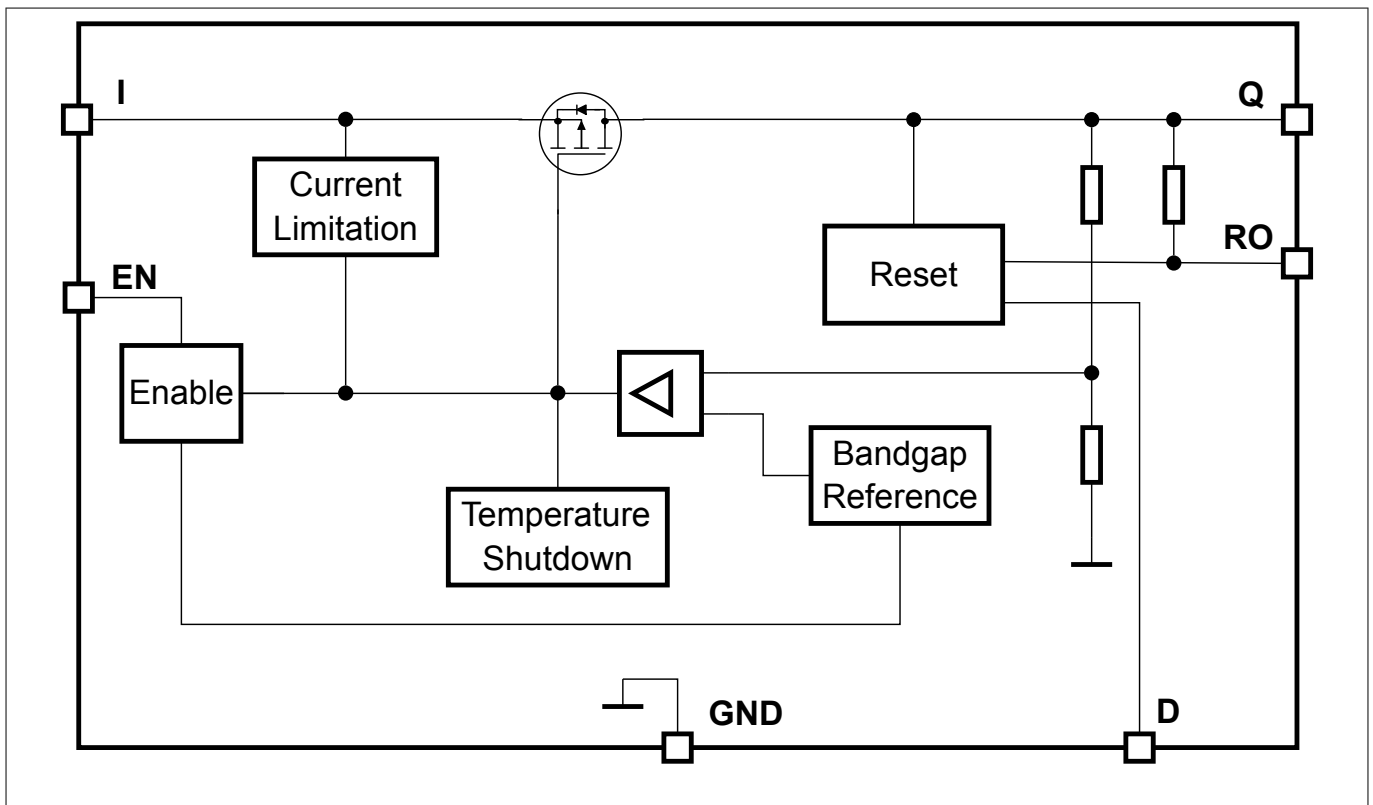 I
Q
Current
Limitation
RO
EN
Reset
Enable
Bandgap
Reference
Temperature
Shutdown
GND
D